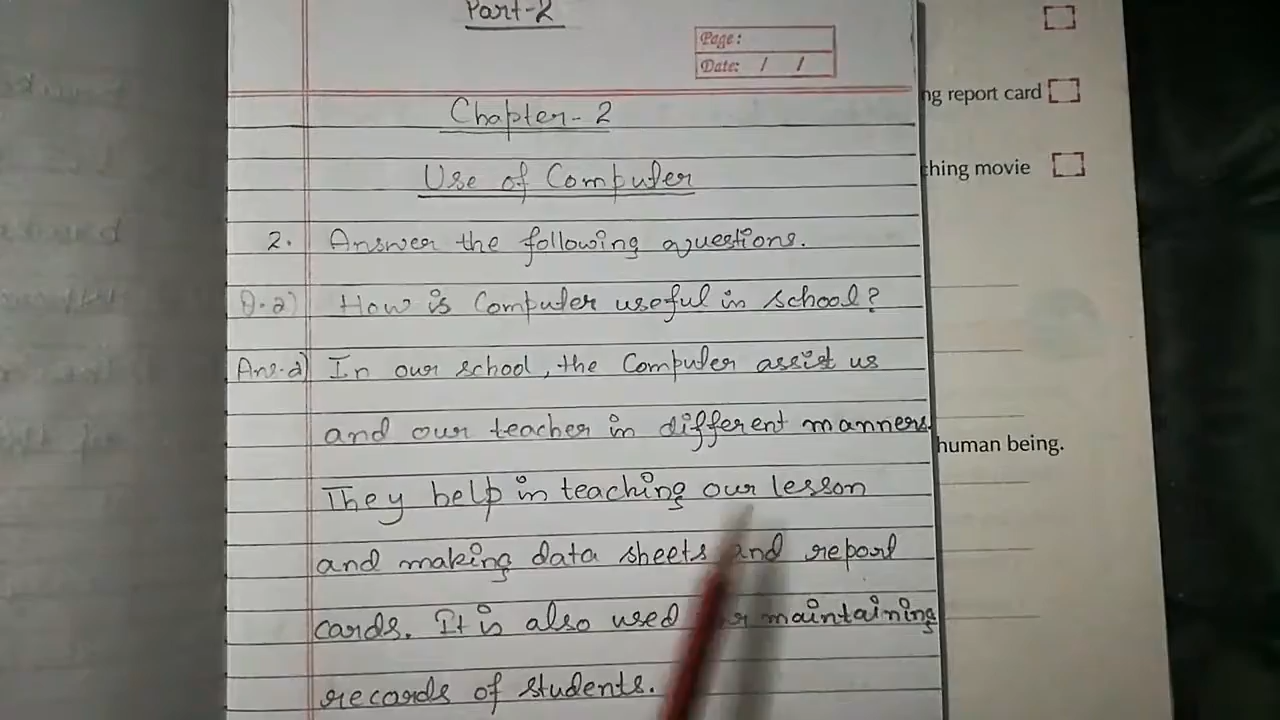 Part-2
Page:
Date: / /
Chapter-2
Use of Computer
2. Answer the following questions.
Q.2) How is Computer useful in school?
Ans.2) In our school, the Computer assist us
and our teacher in different manners.
They help in teaching our lesson
and making data sheets and report
cards. It is also used maintaining
records of students.
ng report card
ching movie
human being.